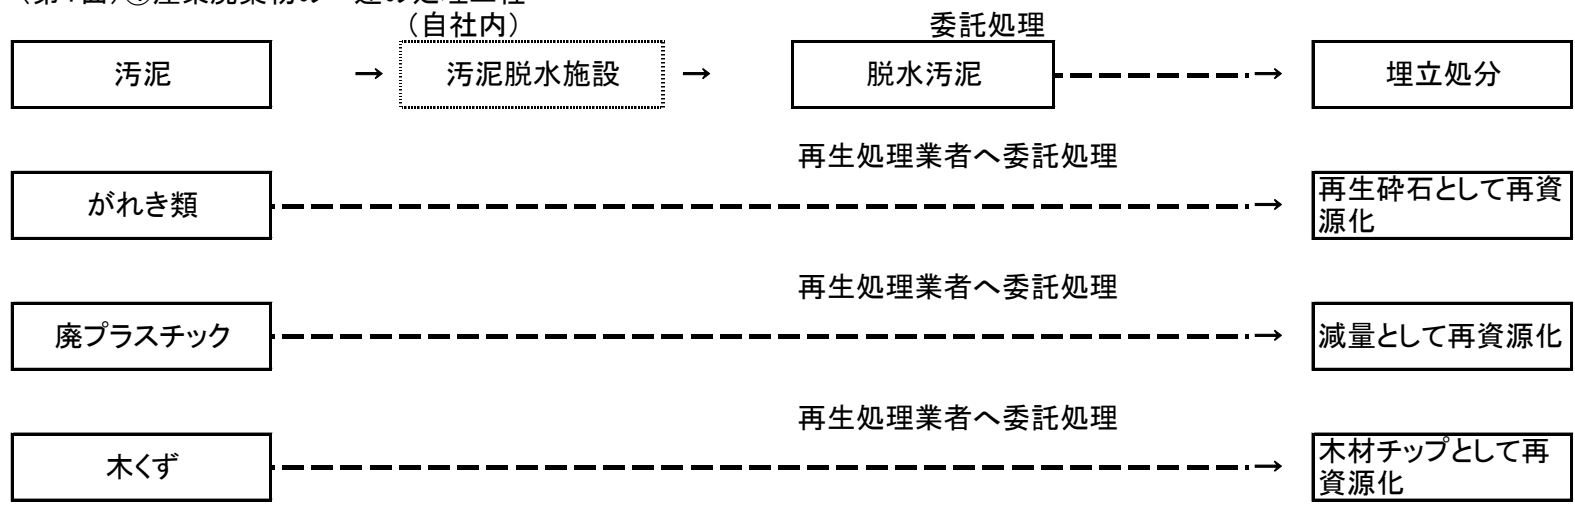 （自社内）
委託処理
汚泥 → 汚泥脱水施設 → 脱水汚泥 → 埋立処分
再生処理業者へ委託処理
がれき類 → 再生砕石として再資
源化
再生処理業者へ委託処理
廃プラスチック → 減量として再資源化
再生処理業者へ委託処理
木くず → 木材チップとして再
資源化